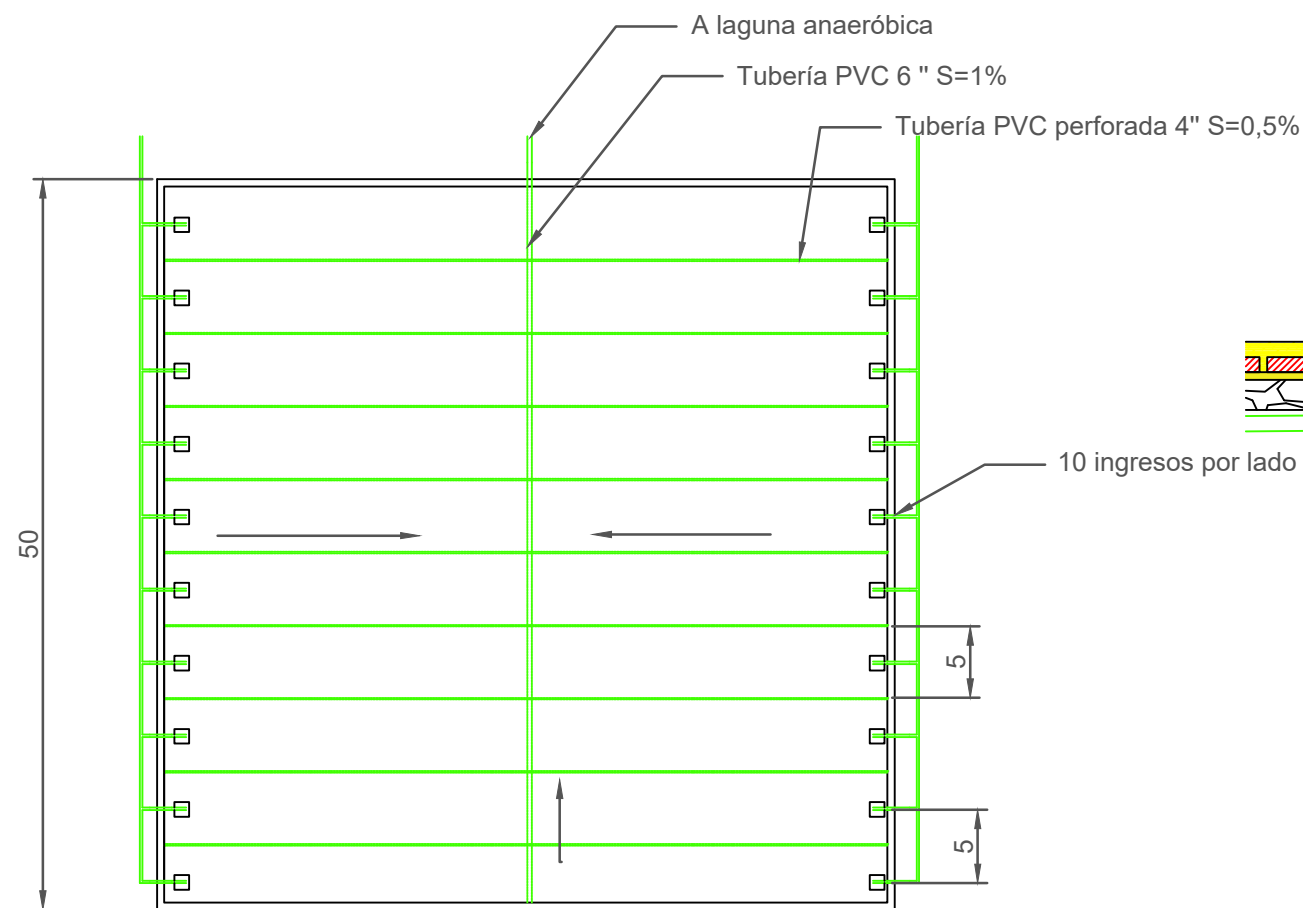 A laguna anaeróbica
Tubería PVC 6 " S=1%
Tubería PVC perforada 4" S=0,5%
10 ingresos por lado
50
5
5